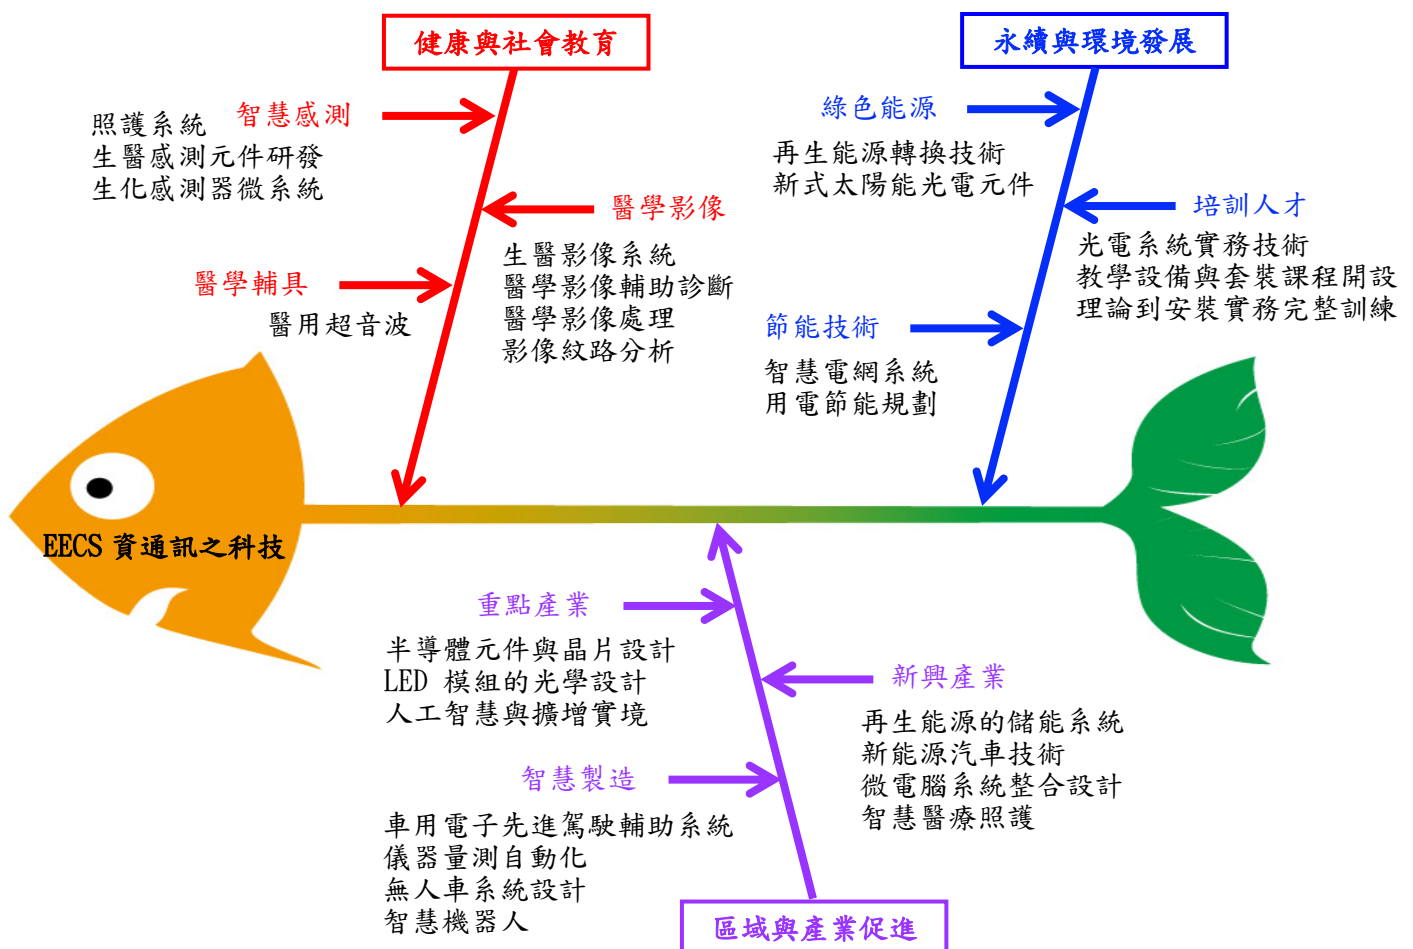 健康與社會教育
智慧感測
照護系統
生醫感測元件研發
生化感測器微系統
醫學影像
生醫影像系統
醫學影像輔助診斷
醫學影像處理
影像紋路分析
醫學輔具
醫用超音波
永續與環境發展
綠色能源
再生能源轉換技術
新式太陽能光電元件
培訓人才
光電系統實務技術
教學設備與套裝課程開設
理論到安裝實務完整訓練
節能技術
智慧電網系統
用電節能規劃
EECS 資通訊之科技
重點產業
半導體元件與晶片設計
LED 模組的光學設計
人工智慧與擴增實境
新興產業
再生能源的儲能系統
新能源汽車技術
微電腦系統整合設計
智慧醫療照護
智慧製造
車用電子先進駕駛輔助系統
儀器量測自動化
無人車系統設計
智慧機器人
區域與產業促進